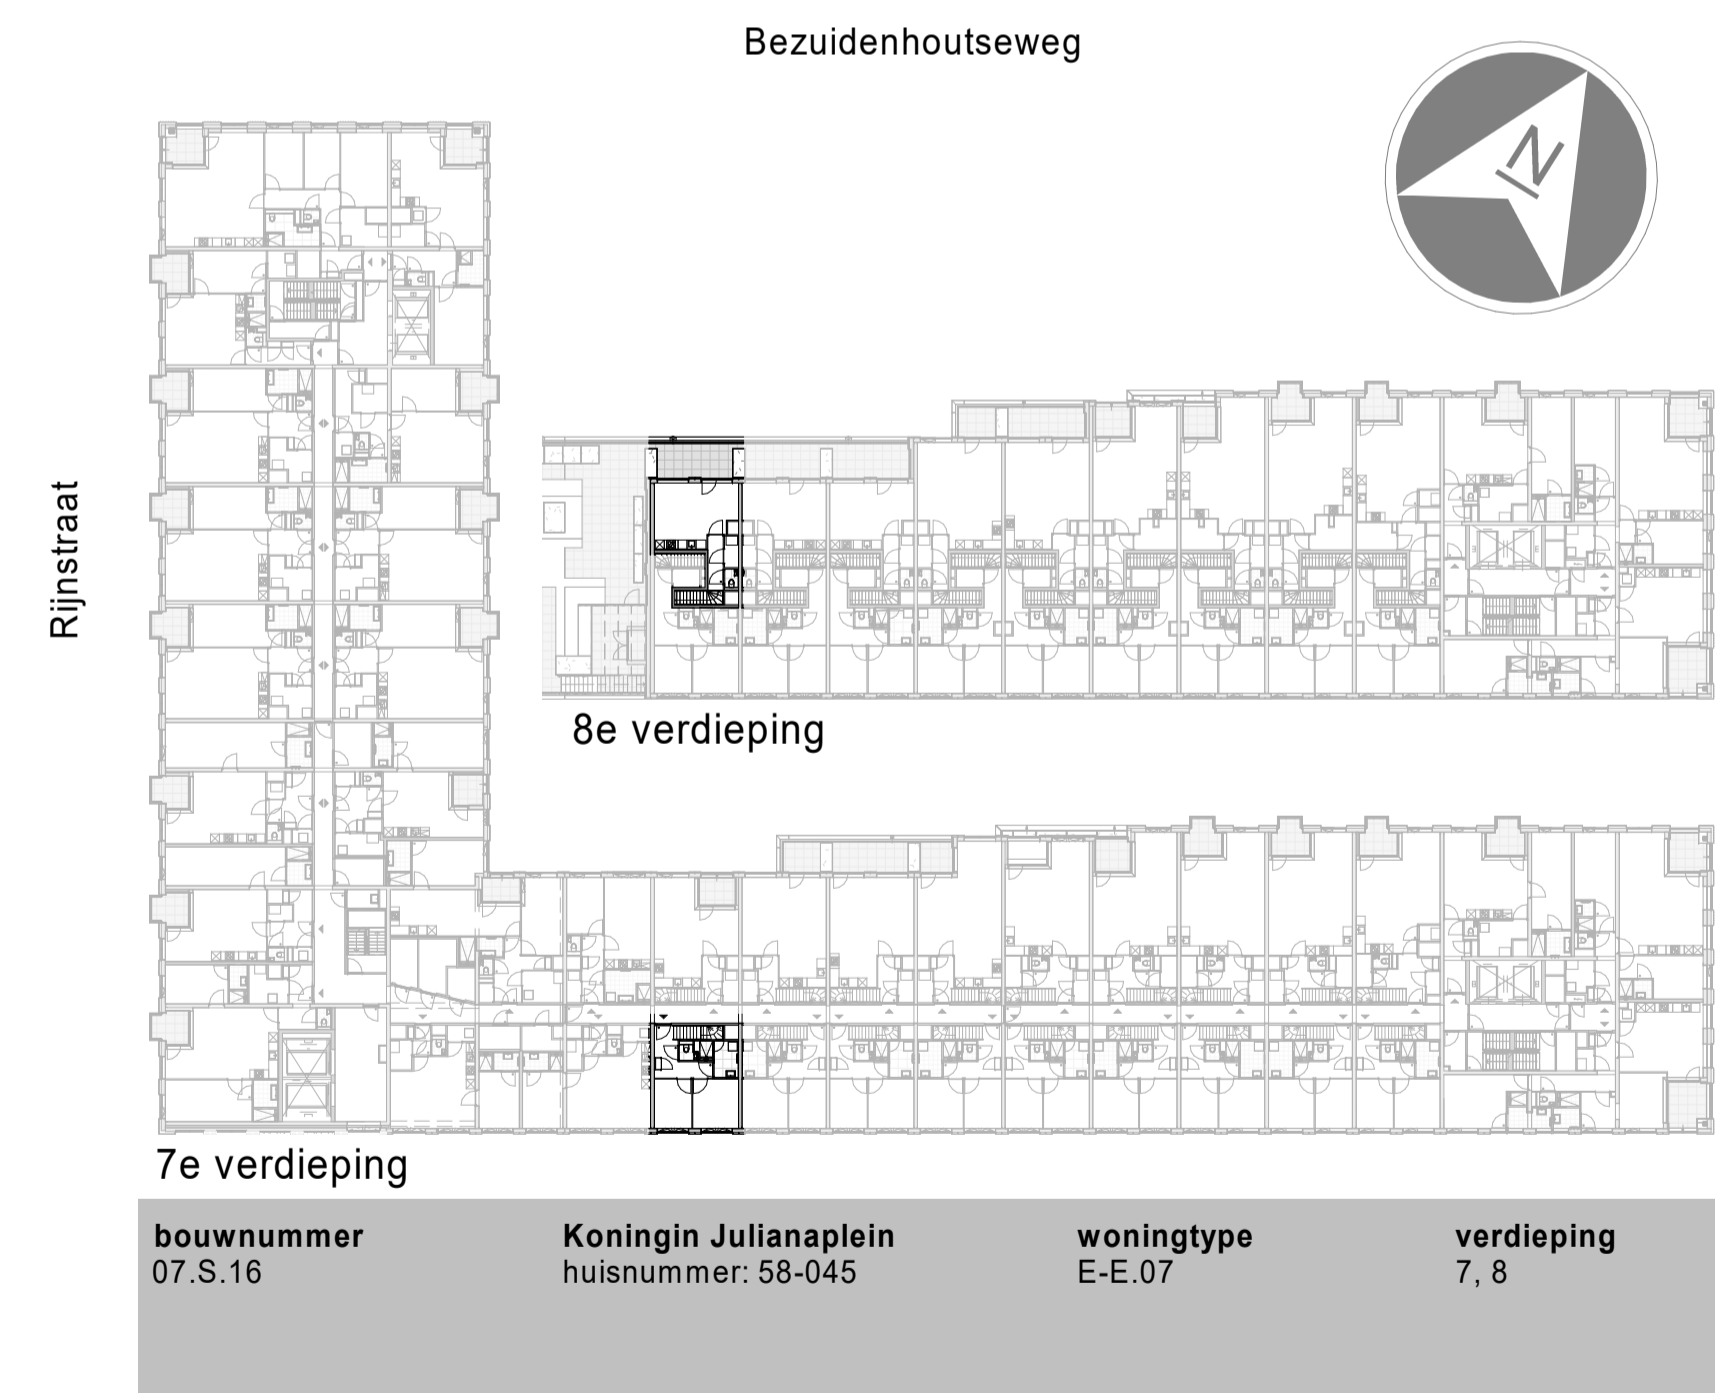 Bezuidenhoutseweg
N
Rijnstraat
8e verdieping
7e verdieping
bouwnummer
07.S.16
Koningin Julianaplein
huisnummer: 58-045
woningtype
E-E.07
verdieping
7, 8